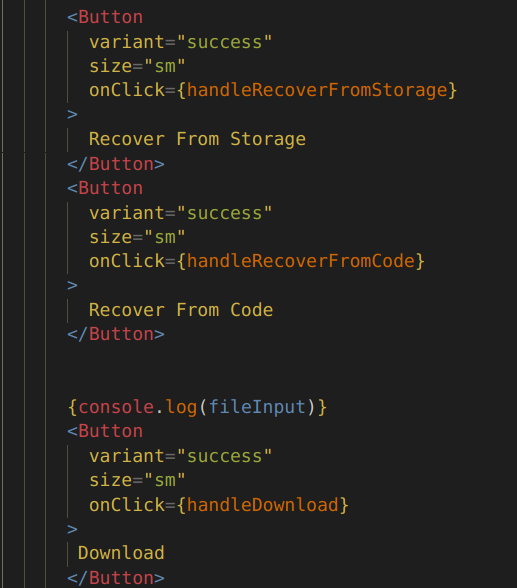 <Button
variant="success"
size="sm"
onClick={handleRecoverFromStorage}
>
Recover From Storage
</Button>
<Button
variant="success"
size="sm"
onClick={handleRecoverFromCode}
>
Recover From Code
</Button>
{console.log(fileInput)}
<Button
variant="success"
size="sm"
onClick={handleDownload}
>
Download
</Button>